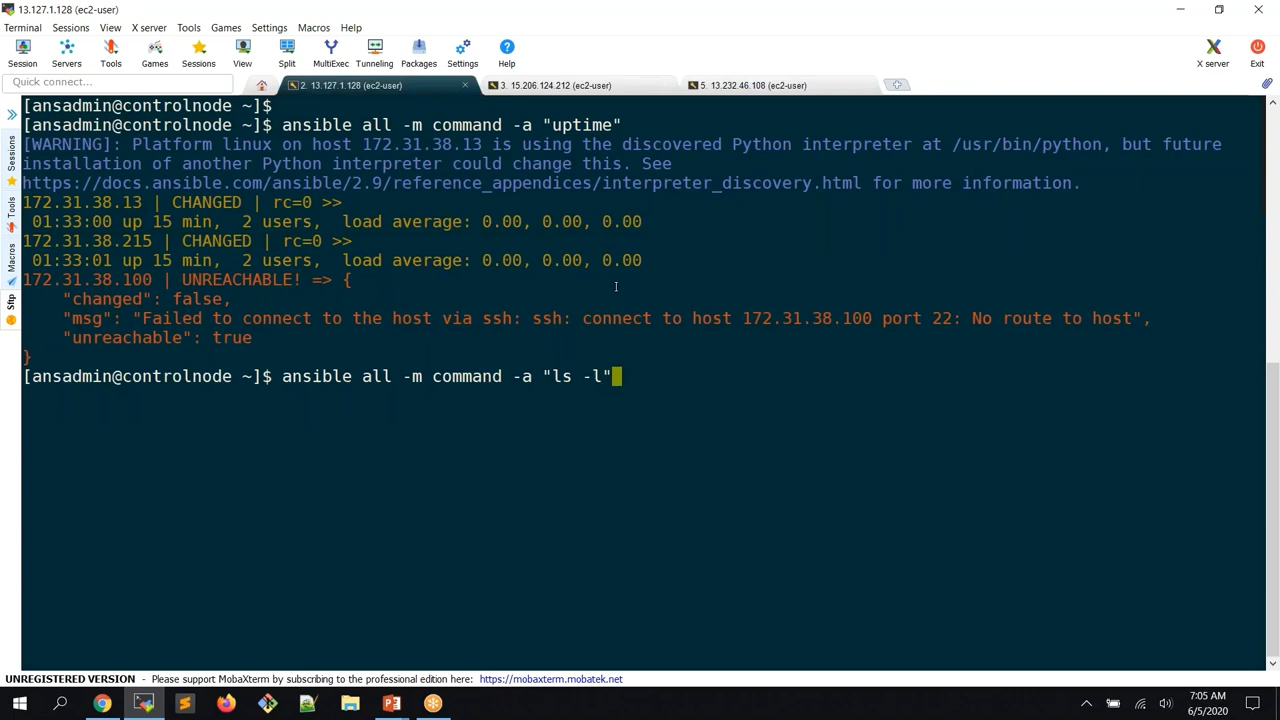 13.127.1.128 (ec2-user)
Terminal Sessions View X server Tools Games Settings Macros Help
Session Servers Tools Games Sessions View Split MultiExec Tunneling Packages Settings Help X server Exit
Quick connect...
2. 13.127.1.128 (ec2-user)
3. 15.206.124.212 (ec2-user)
5. 13.232.46.108 (ec2-user)
Sessions
Tools
Macros
Sftp
[ansadmin@controlnode ~]$
[ansadmin@controlnode ~]$ ansible all -m command -a "uptime"
[WARNING]: Platform linux on host 172.31.38.13 is using the discovered Python interpreter at /usr/bin/python, but future
installation of another Python interpreter could change this. See
https://docs.ansible.com/ansible/2.9/reference_appendices/interpreter_discovery.html for more information.
172.31.38.13 | CHANGED | rc=0 >>
01:33:00 up 15 min,  2 users,  load average: 0.00, 0.00, 0.00
172.31.38.215 | CHANGED | rc=0 >>
01:33:01 up 15 min,  2 users,  load average: 0.00, 0.00, 0.00
172.31.38.100 | UNREACHABLE! => {
"changed": false,
"msg": "Failed to connect to the host via ssh: ssh: connect to host 172.31.38.100 port 22: No route to host",
"unreachable": true
}
[ansadmin@controlnode ~]$ ansible all -m command -a "ls -l"
UNREGISTERED VERSION - Please support MobaXterm by subscribing to the professional edition here: https://mobaxterm.mobatek.net
7:05 AM
6/5/2020